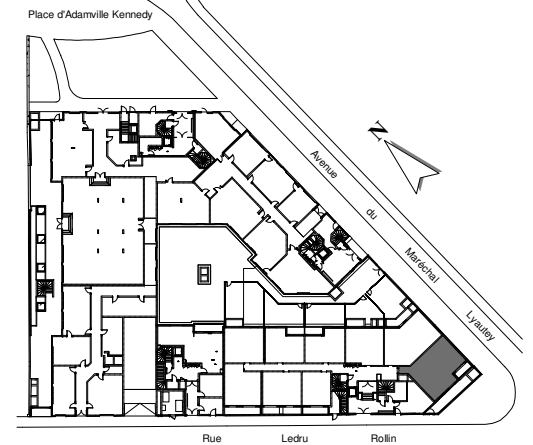 Place d'Adamville Kennedy
N
Avenue du Maréchal Lyautey
Rue Ledru Rollin